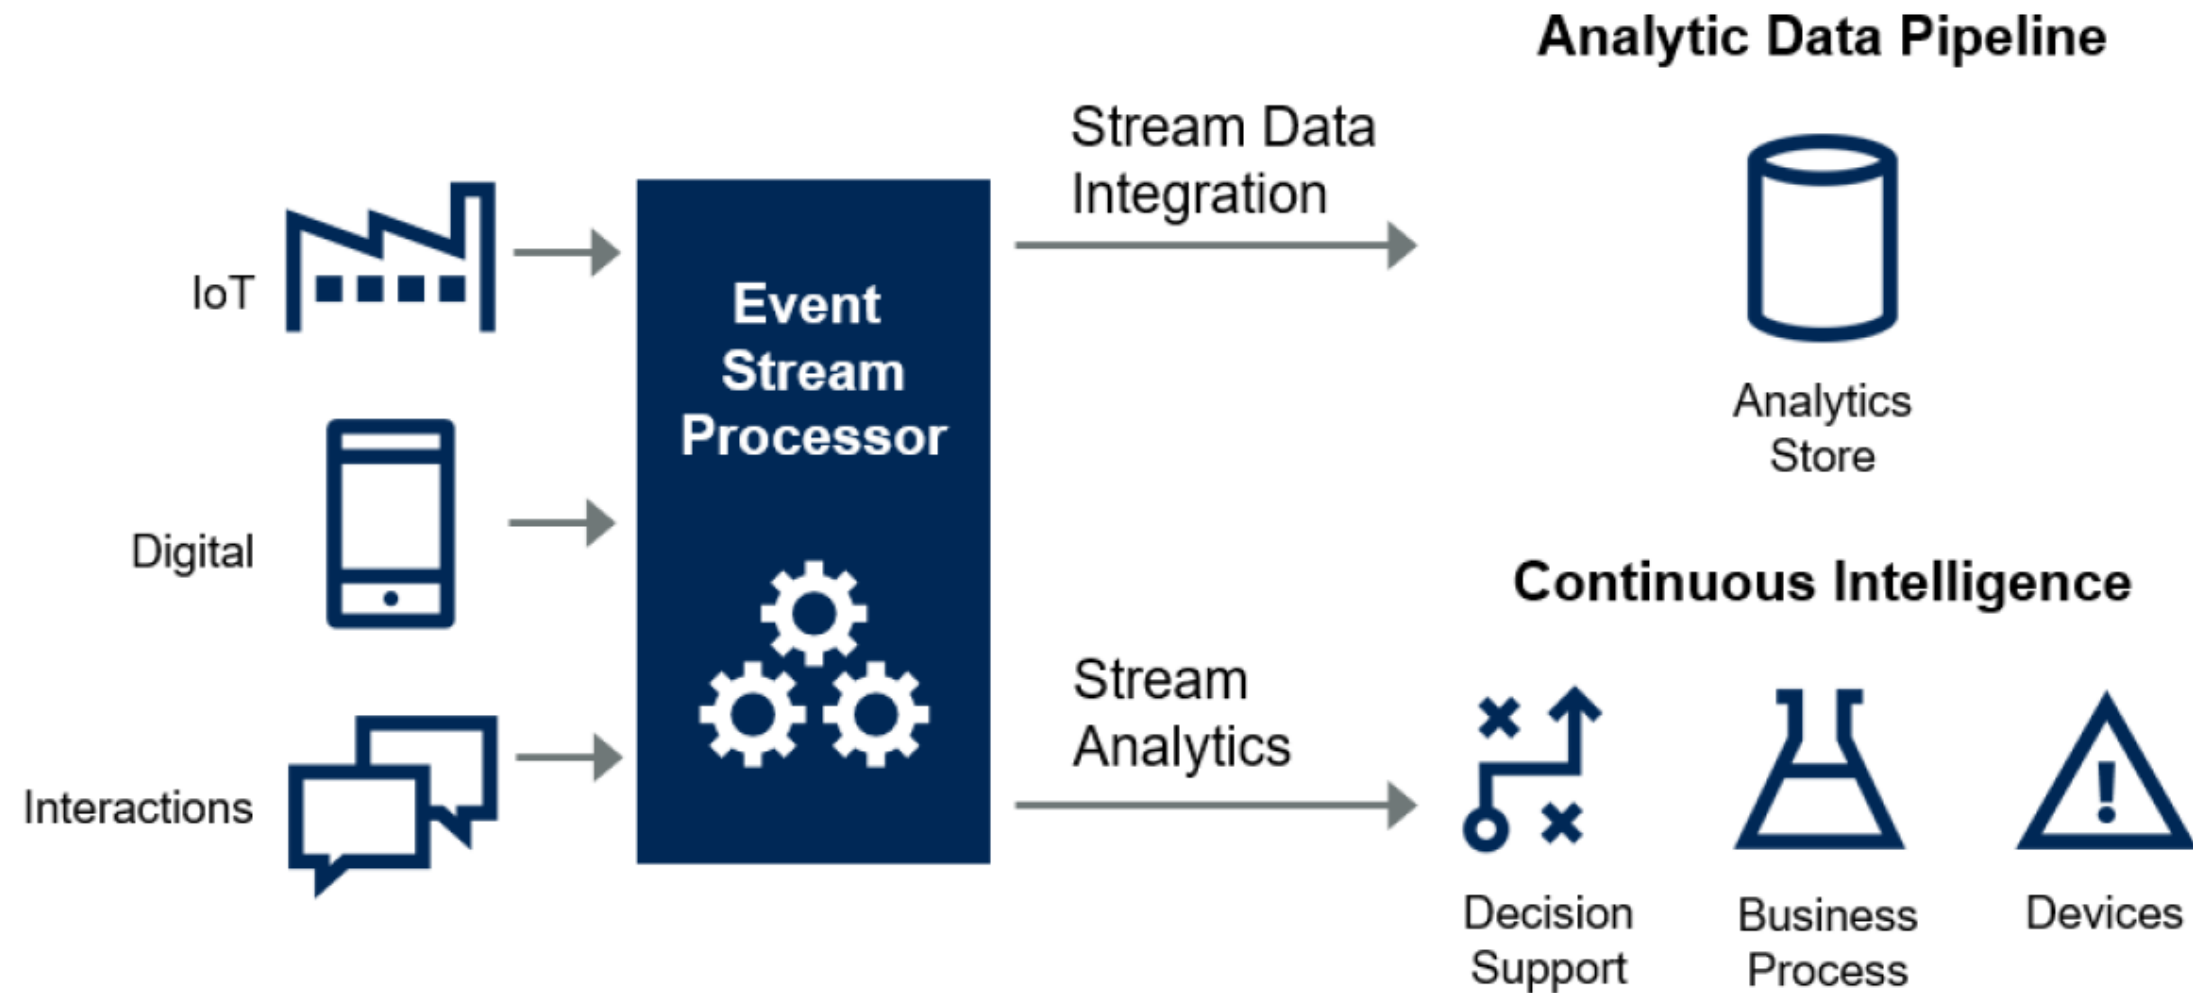 Analytic Data Pipeline
Stream Data
Integration
IoT
Event
Stream
Processor
Analytics
Store
Digital
Continuous Intelligence
Stream
Analytics
Interactions
Decision
Support
Business
Process
Devices